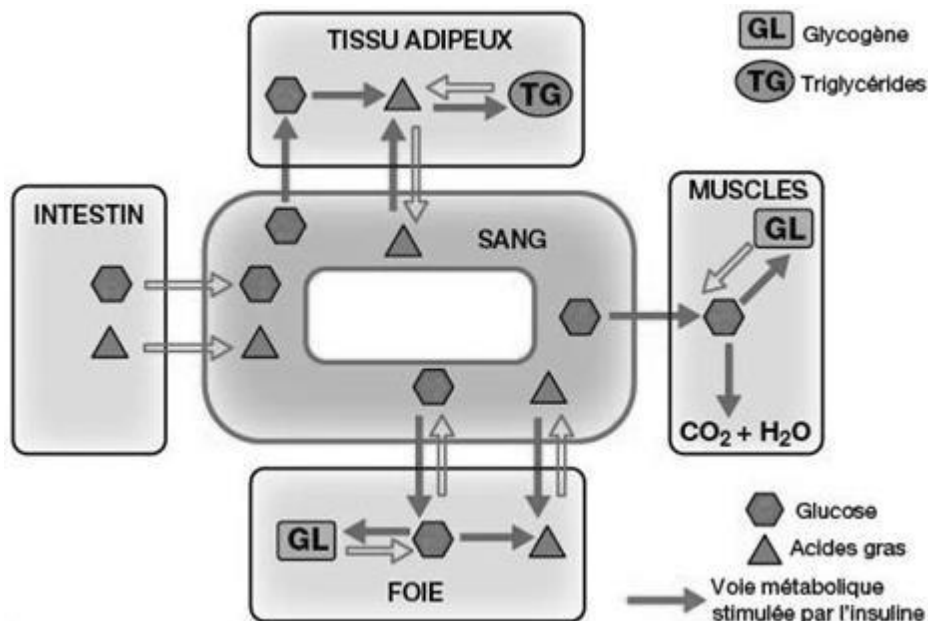 TISSU ADIPEUX
TG
GL Glycogène
TG Triglycérides
INTESTIN
SANG
MUSCLES
GL
CO₂ + H₂O
GL
FOIE
Glucose
Acides gras
Voie métabolique
stimulée par l'insuline